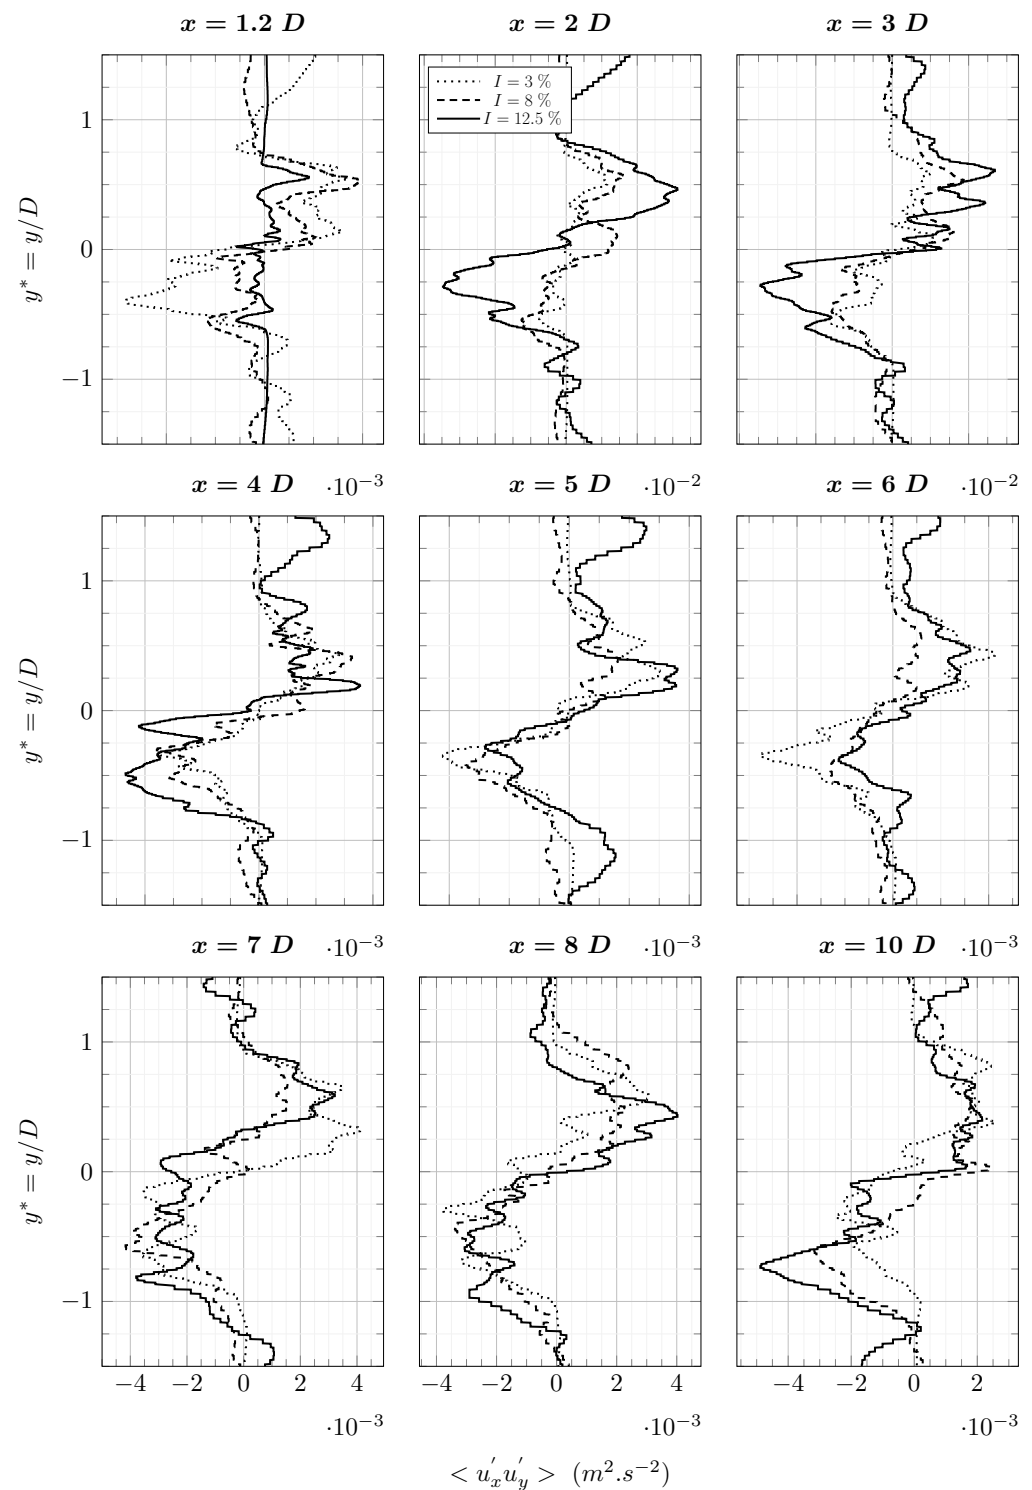 x = 1.2 D
x = 2 D
x = 3 D
I = 3 %
I = 8 %
I = 12.5 %
1
0
−1
y* = y/D
·10⁻³
·10⁻²
·10⁻²
x = 4 D
x = 5 D
x = 6 D
1
0
−1
y* = y/D
·10⁻³
·10⁻³
·10⁻³
x = 7 D
x = 8 D
x = 10 D
1
0
−1
y* = y/D
−4 −2 0 2 4
−4 −2 0 2 4
−4 −2 0 2
·10⁻³
·10⁻³
·10⁻³
< u′ₓu′ᵧ > (m².s⁻²)